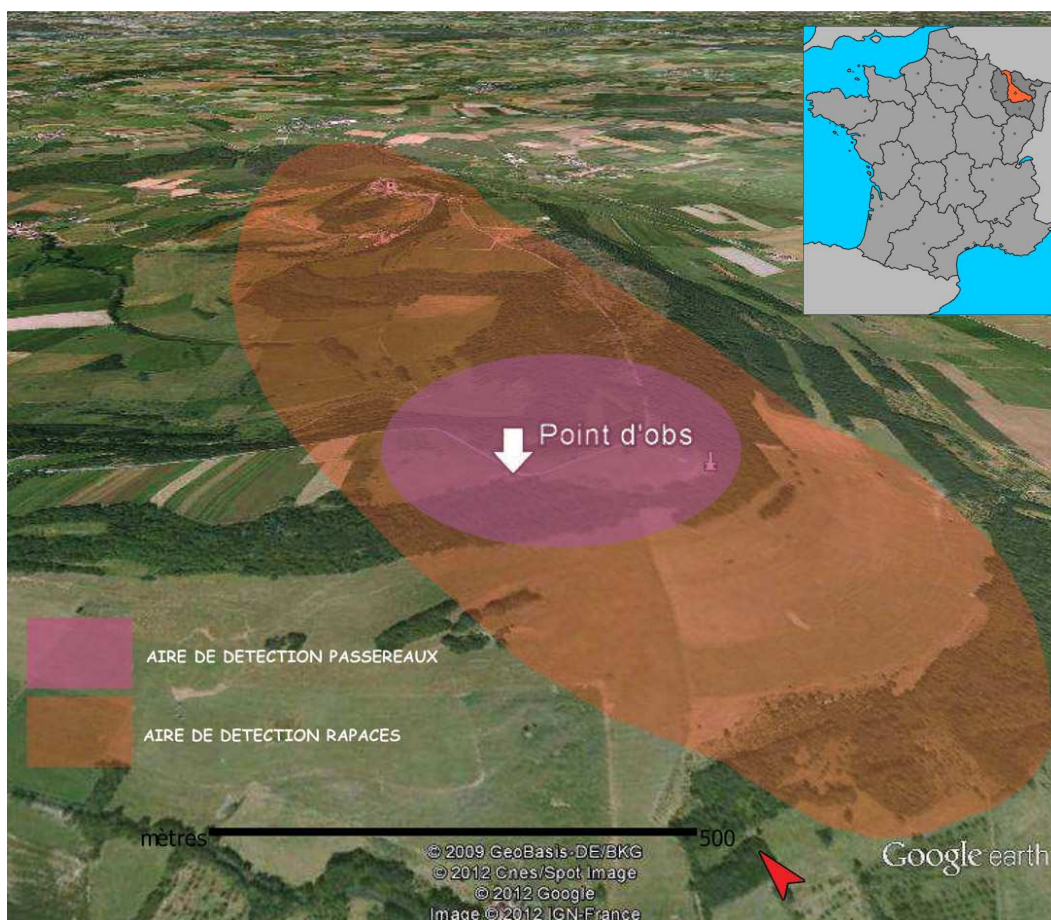 Point d'obs
AIRE DE DETECTION PASSEREAUX
AIRE DE DETECTION RAPACES
mètres 500
© 2009 GeoBasis-DE/BKG
© 2012 Cnes/Spot Image
© 2012 Google
Image © 2012 IGN-France
Google earth